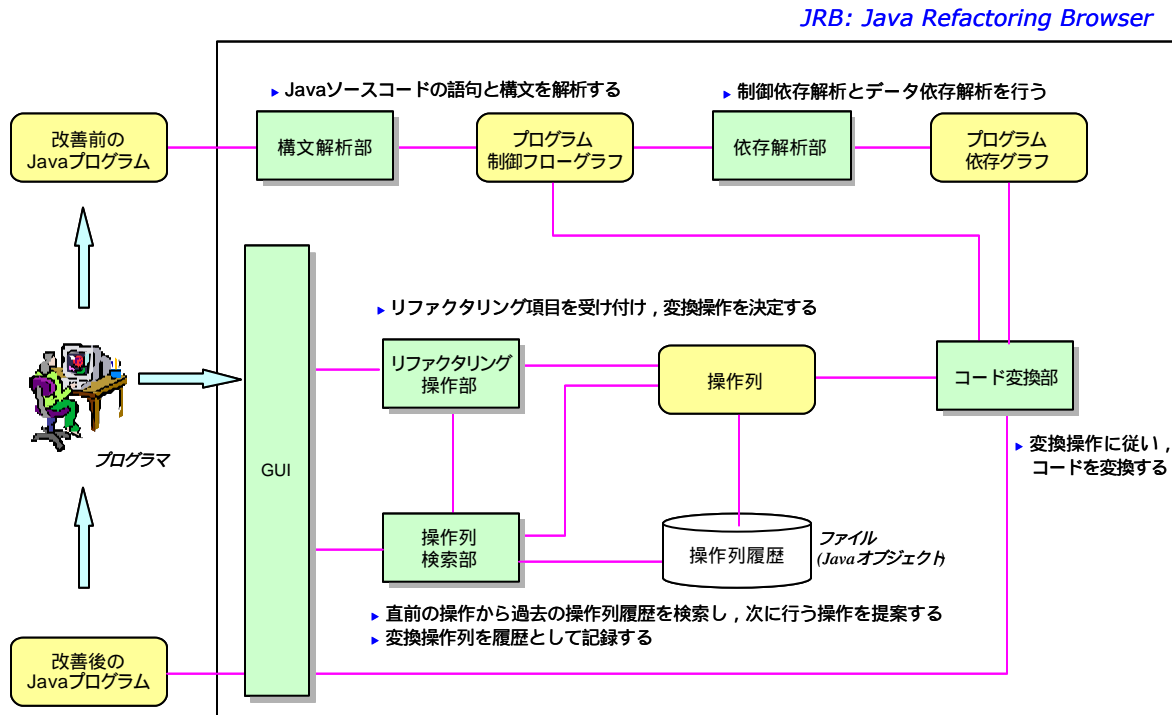 JRB: Java Refactoring Browser
Javaソースコードの語句と構文を解析する
制御依存解析とデータ依存解析を行う
改善前の
Javaプログラム
構文解析部
プログラム
制御フローグラフ
依存解析部
プログラム
依存グラフ
リファクタリング項目を受け付け，変換操作を決定する
リファクタリング
操作部
操作列
コード変換部
変換操作に従い，
コードを変換する
プログラマ
GUI
操作列
検索部
操作列履歴
ファイル
(Javaオブジェクト)
直前の操作から過去の操作列履歴を検索し，次に行う操作を提案する
変換操作列を履歴として記録する
改善後の
Javaプログラム